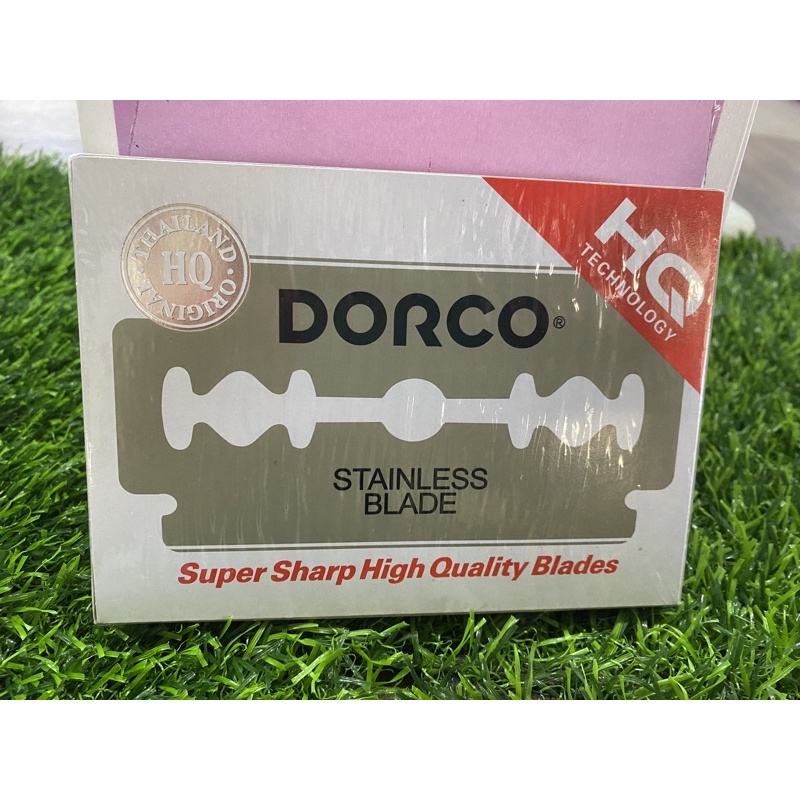 THAILAND
HQ
ORIGINAL
HQ
TECHNOLOGY
DORCO®
STAINLESS
BLADE
Super Sharp High Quality Blades